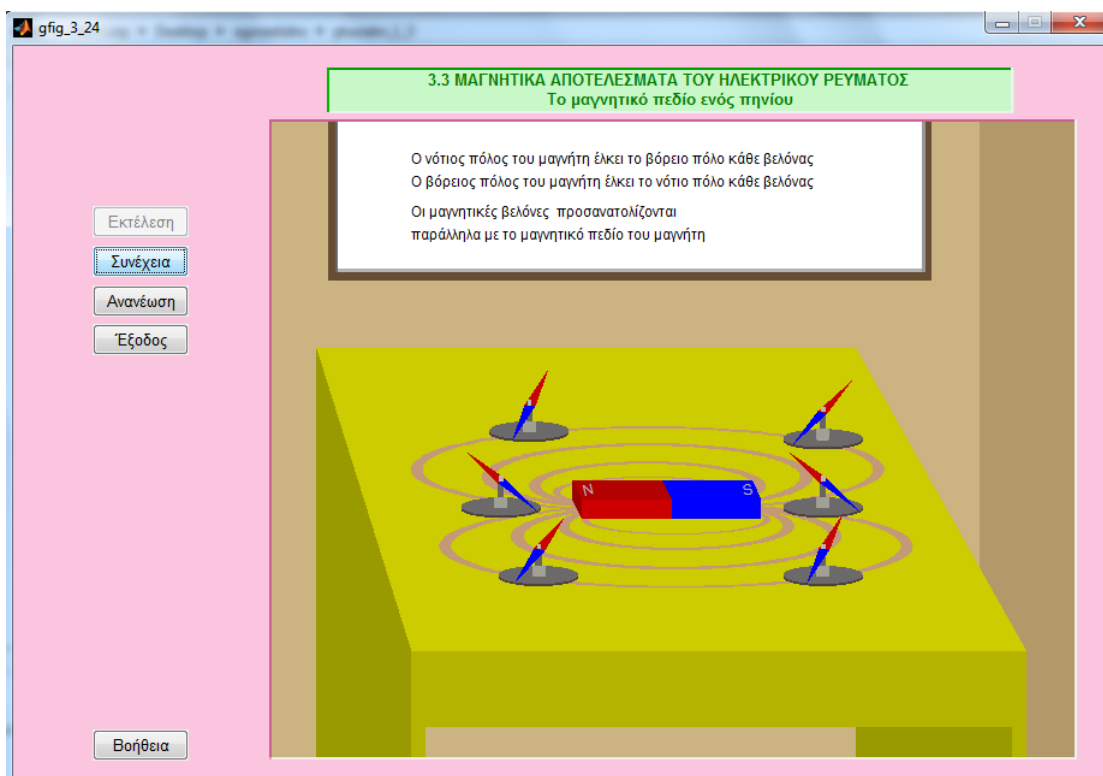 gfig_3_24
3.3 ΜΑΓΝΗΤΙΚΑ ΑΠΟΤΕΛΕΣΜΑΤΑ ΤΟΥ ΗΛΕΚΤΡΙΚΟΥ ΡΕΥΜΑΤΟΣ
Το μαγνητικό πεδίο ενός πηνίου
Ο νότιος πόλος του μαγνήτη έλκει το βόρειο πόλο κάθε βελόνας
Ο βόρειος πόλος του μαγνήτη έλκει το νότιο πόλο κάθε βελόνας
Οι μαγνητικές βελόνες προσανατολίζονται
παράλληλα με το μαγνητικό πεδίο του μαγνήτη
Εκτέλεση
Συνέχεια
Ανανέωση
Έξοδος
N S
Βοήθεια